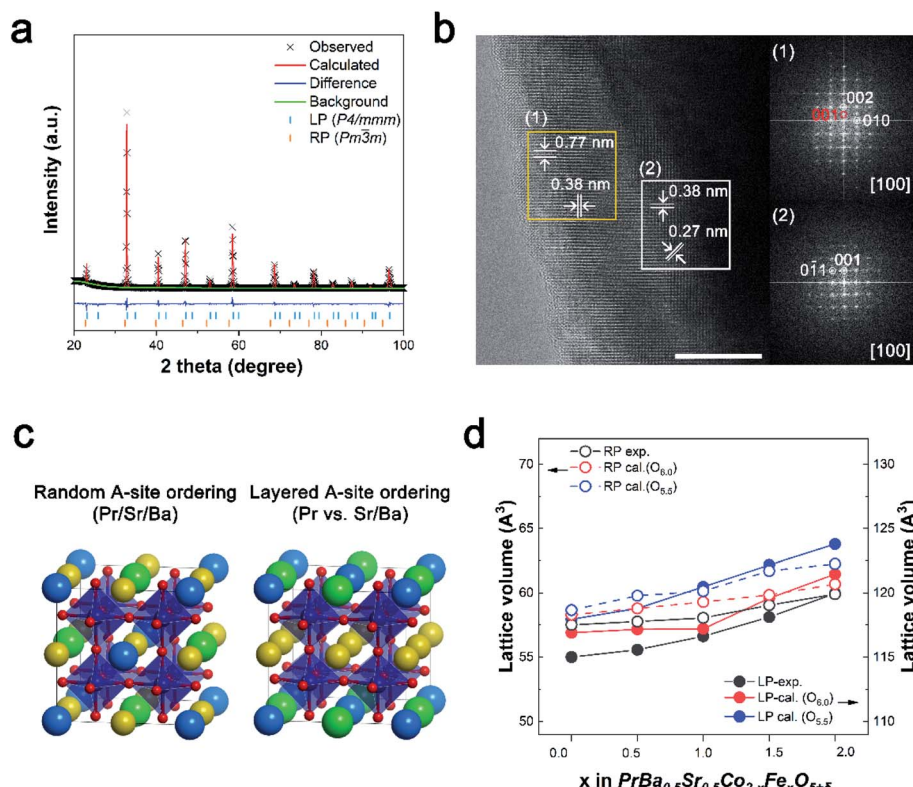 a
Intensity (a.u.)
Observed
Calculated
Difference
Background
LP (P4/mmm)
RP (Pm3̄m)
20 40 60 80 100
2 theta (degree)
b
(1)
0.77 nm
0.38 nm
(2)
0.38 nm
0.27 nm
(1)
002
001
010
[100]
(2)
001
01̄1
[100]
c
Random A-site ordering
(Pr/Sr/Ba)
Layered A-site ordering
(Pr vs. Sr/Ba)
d
Lattice volume (A³)
70
65
60
55
50
RP exp.
RP cal.(O6.0)
RP cal.(O5.5)
LP-exp.
LP-cal. (O6.0)
LP cal. (O5.5)
130
125
120
115
110
Lattice volume (A³)
0.0 0.5 1.0 1.5 2.0
x in PrBa0.5Sr0.5Co2-xFexO5+δ